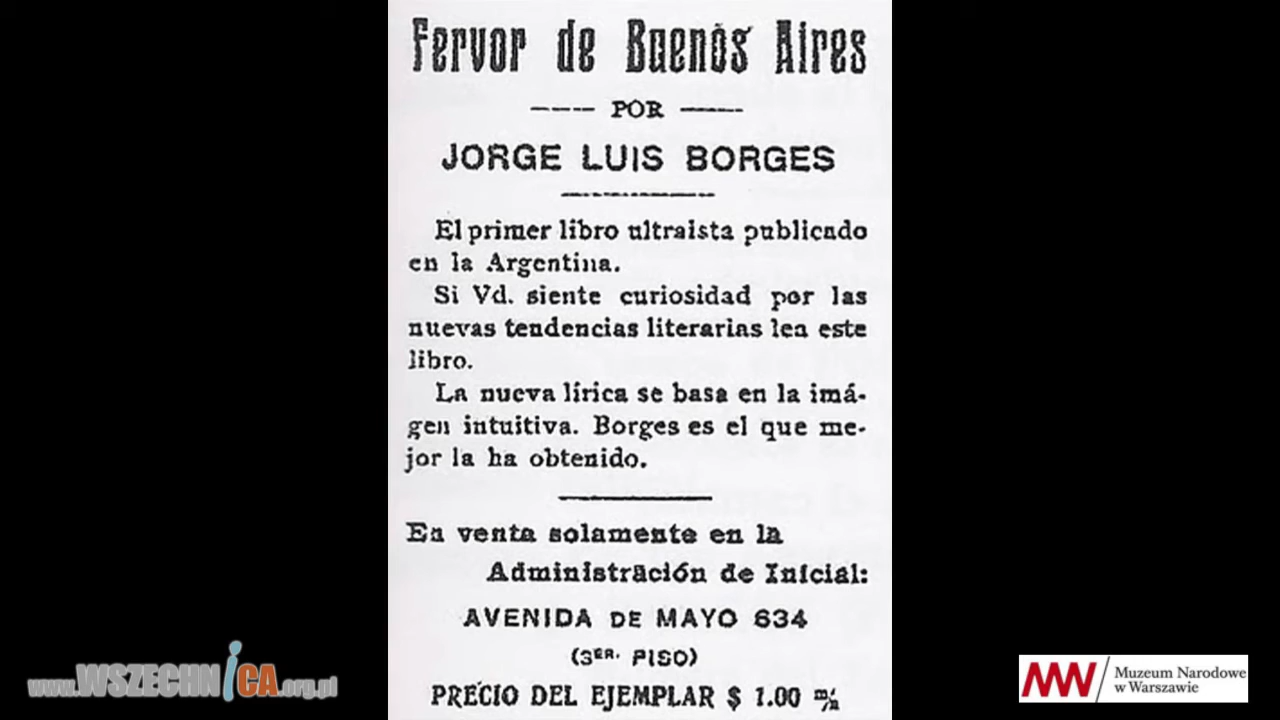 Fervor de Buenos Aires
POR
JORGE LUIS BORGES
El primer libro ultraista publicado
en la Argentina.
Si Vd. siente curiosidad por las
nuevas tendencias literarias lea este
libro.
La nueva lírica se basa en la imá-
gen intuitiva. Borges es el que me-
jor la ha obtenido.
En venta solamente en la
Administración de Inicial:
AVENIDA DE MAYO 634
(3ER. PISO)
PRECIO DEL EJEMPLAR $ 1.00 m/n
www.WSZECHNICA.org.pl
MNW
Muzeum Narodowe
w Warszawie